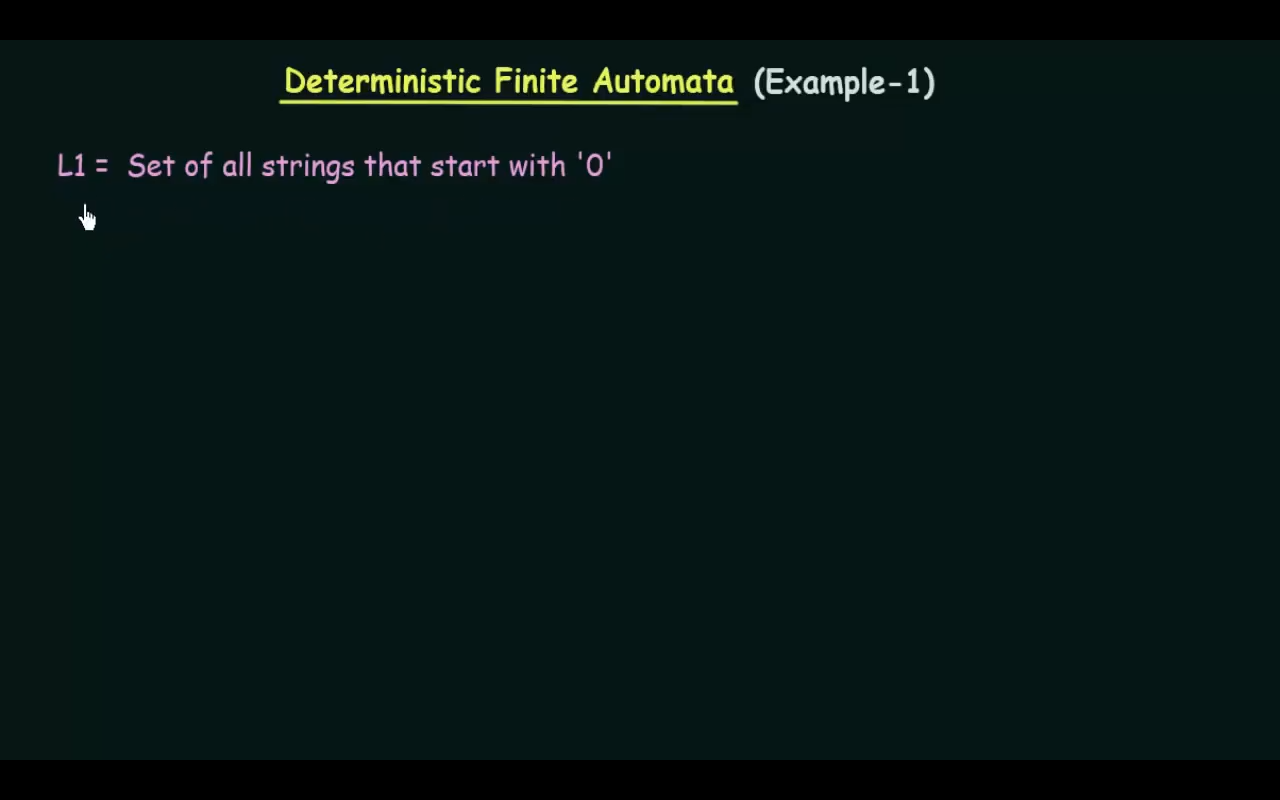 Deterministic Finite Automata (Example-1)
L1 = Set of all strings that start with '0'